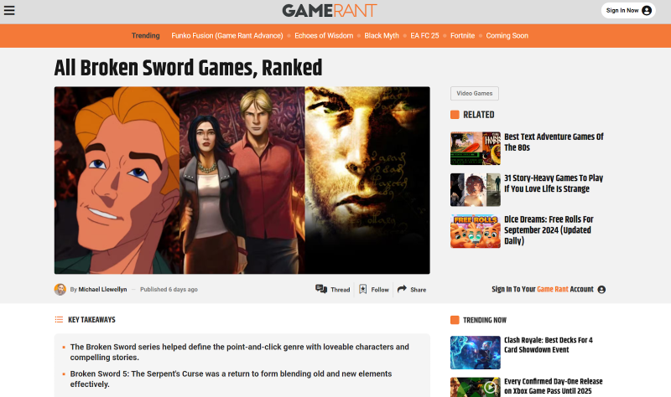 GAMERANT
Sign In Now
Trending Funko Fusion (Game Rant Advance) Echoes of Wisdom Black Myth EA FC 25 Fortnite Coming Soon
All Broken Sword Games, Ranked
Video Games
RELATED
Best Text Adventure Games Of
The 80s
31 Story-Heavy Games To Play
If You Love Life Is Strange
FREE ROLLS
Dice Dreams: Free Rolls For
September 2024 (Updated
Daily)
By Michael Llewellyn Published 6 days ago
Thread Follow Share
Sign In To Your Game Rant Account
KEY TAKEAWAYS
• The Broken Sword series helped define the point-and-click genre with loveable characters and
compelling stories.
• Broken Sword 5: The Serpent's Curse was a return to form blending old and new elements
effectively.
TRENDING NOW
Clash Royale: Best Decks For 4
Card Showdown Event
Every Confirmed Day-One Release
on Xbox Game Pass Until 2025